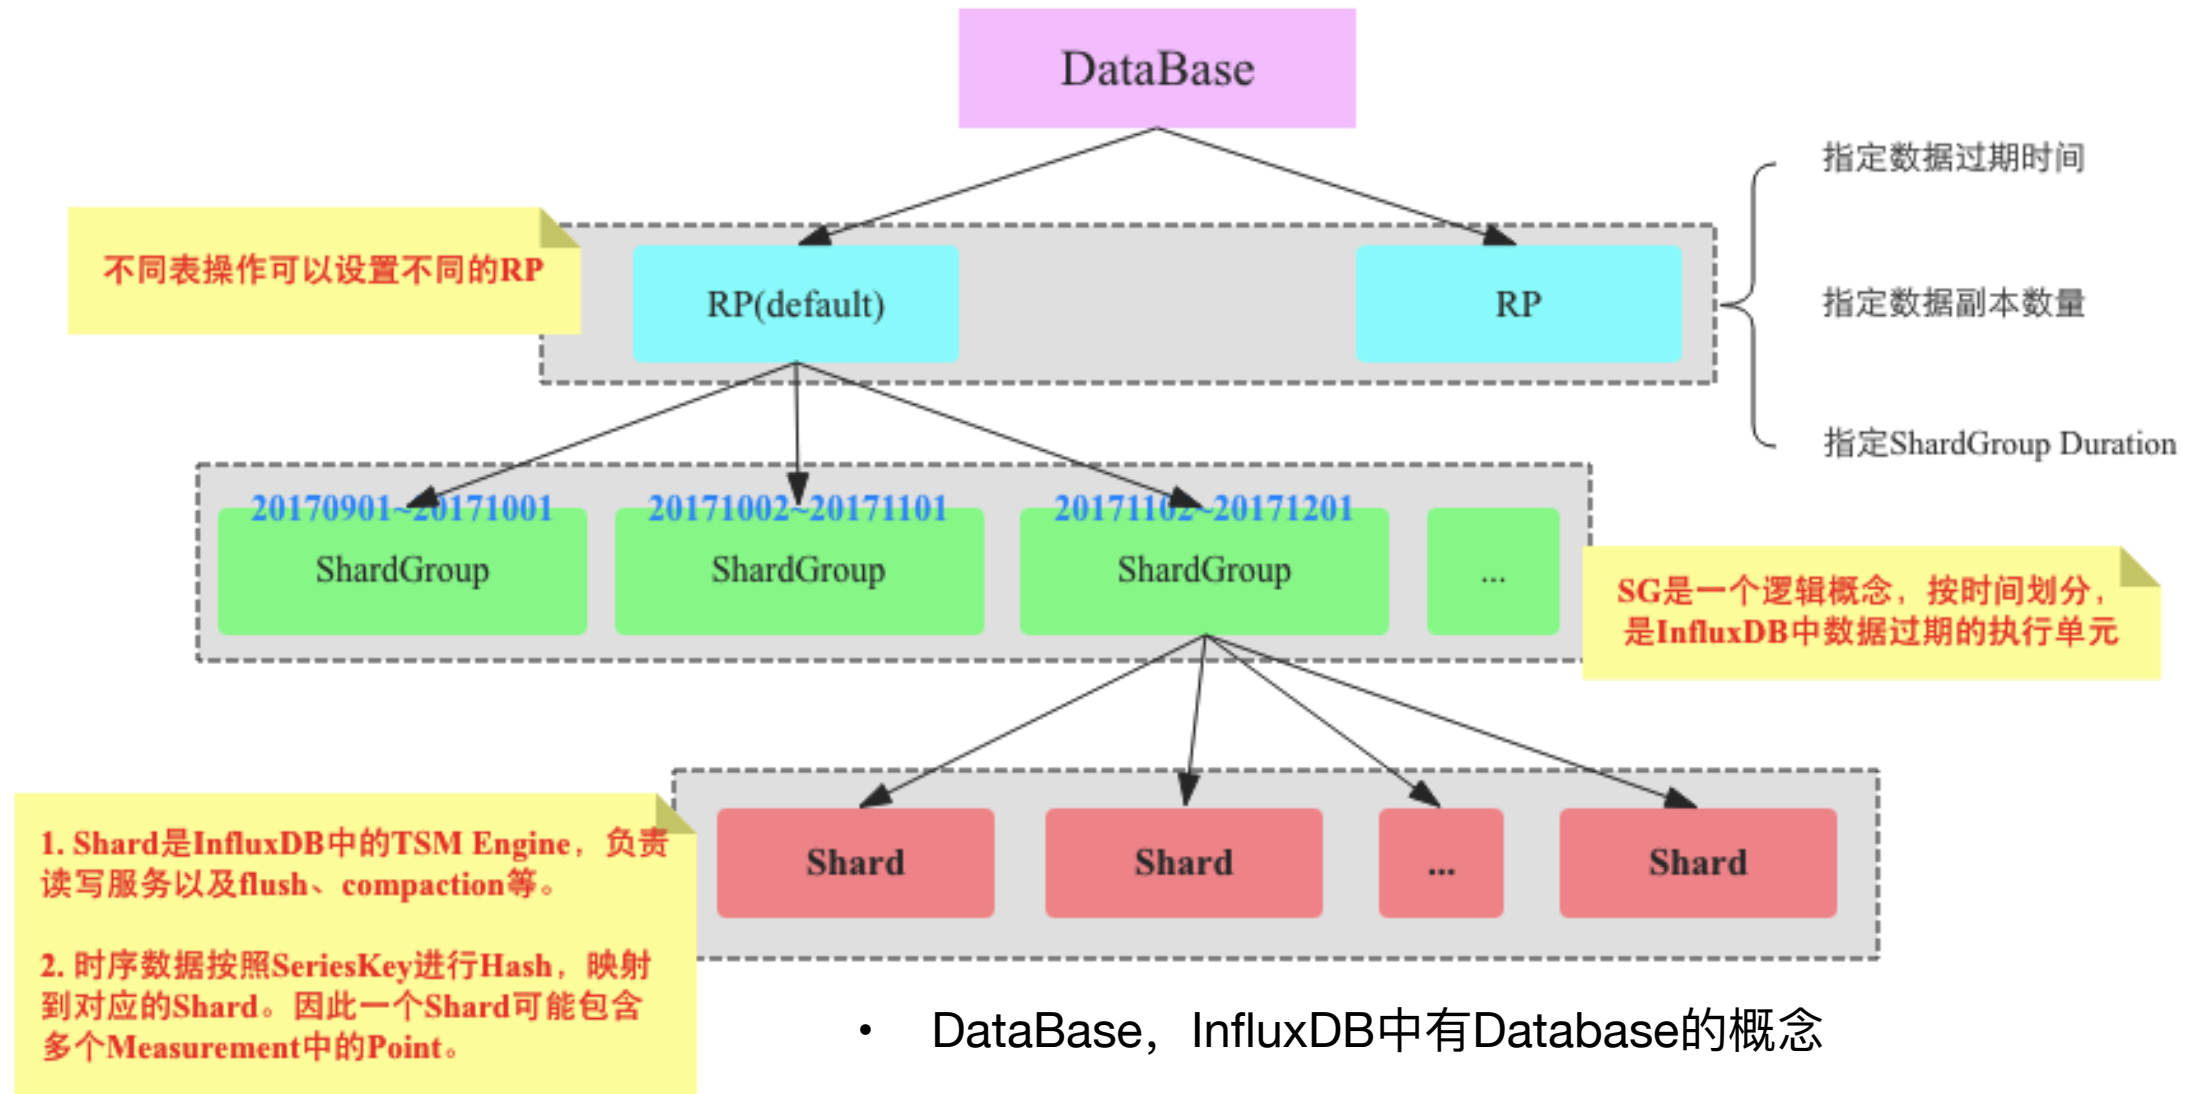 DataBase
指定数据过期时间
不同表操作可以设置不同的RP
RP(default)
RP
指定数据副本数量
指定ShardGroup Duration
20170901~20171001
20171002~20171101
20171102~20171201
ShardGroup
ShardGroup
ShardGroup
...
SG是一个逻辑概念，按时间划分，
是InfluxDB中数据过期的执行单元
1. Shard是InfluxDB中的TSM Engine，负责
读写服务以及flush、compaction等。
2. 时序数据按照SeriesKey进行Hash，映射
到对应的Shard。因此一个Shard可能包含
多个Measurement中的Point。
Shard
Shard
...
Shard
• DataBase，InfluxDB中有Database的概念